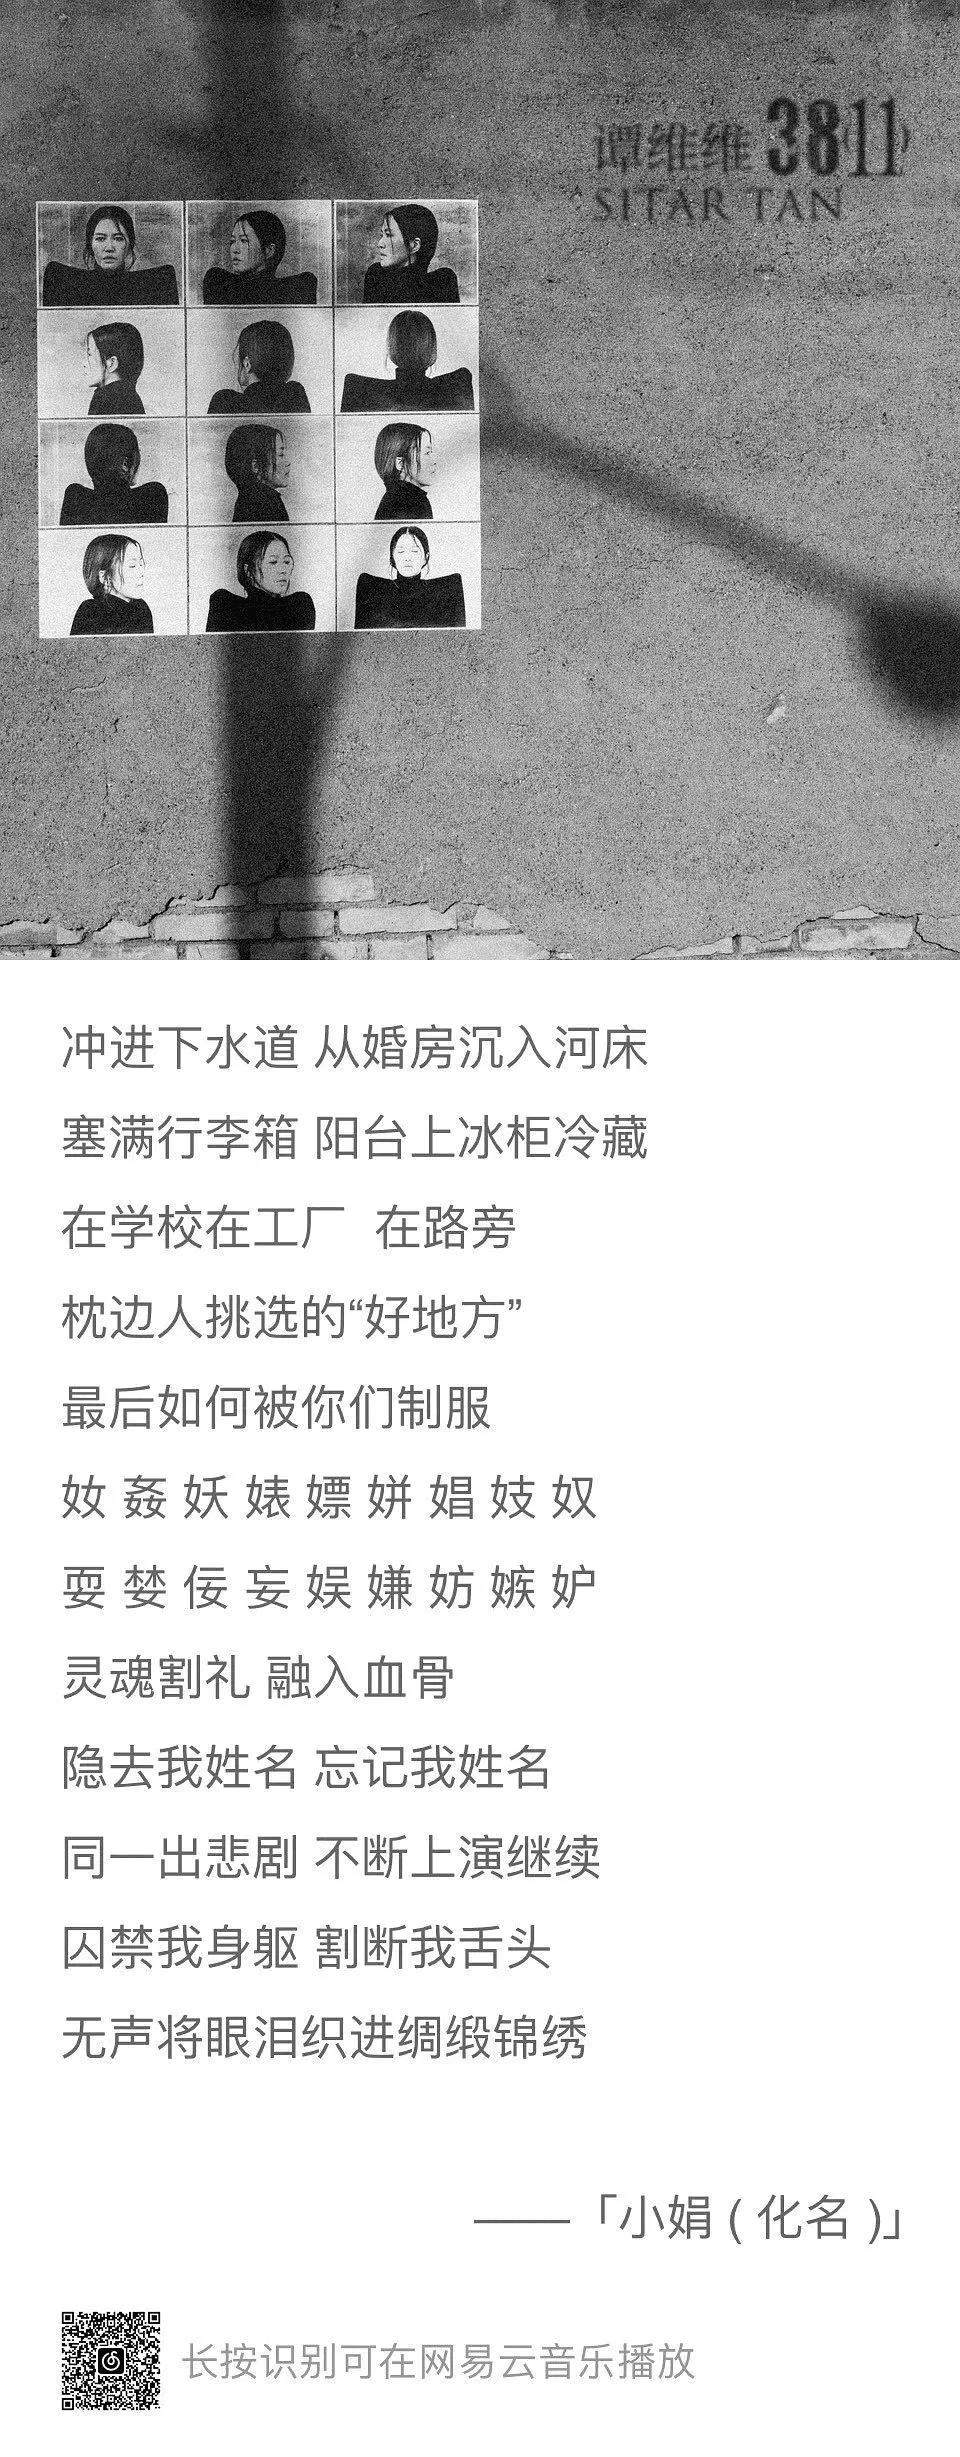 谭维维 38(11)
SITAR TAN
冲进下水道 从婚房沉入河床
塞满行李箱 阳台上冰柜冷藏
在学校在工厂 在路旁
枕边人挑选的“好地方”
最后如何被你们制服
奻 姦 妖 婊 嫖 姘 娼 妓 奴
耍 婪 佞 妄 娱 嫌 妨 嫉 妒
灵魂割礼 融入血骨
隐去我姓名 忘记我姓名
同一出悲剧 不断上演继续
囚禁我身躯 割断我舌头
无声将眼泪织进绸缎锦绣
——「小娟 ( 化名 )」
长按识别可在网易云音乐播放